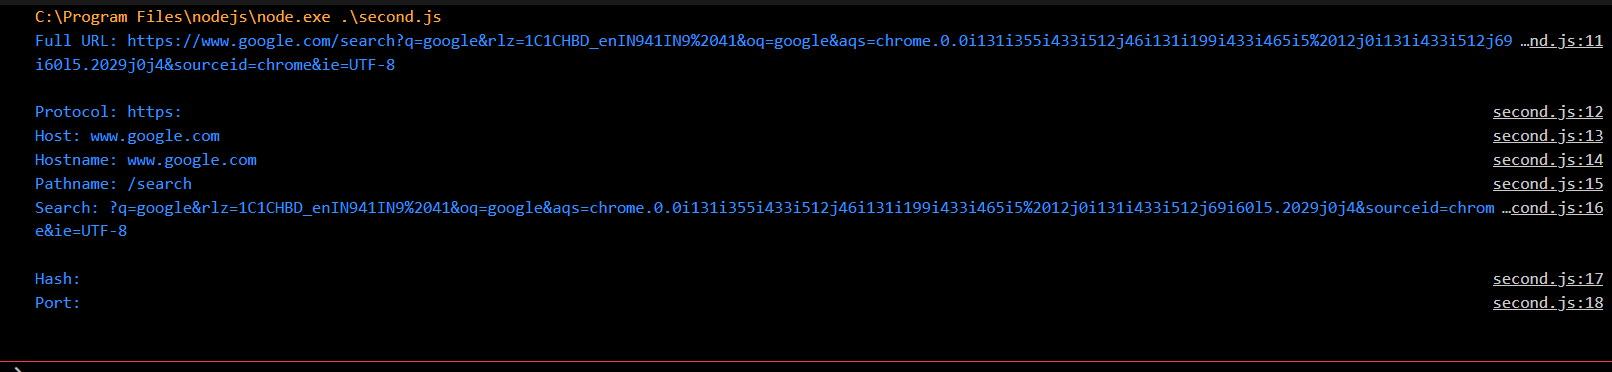 C:\Program Files\nodejs\node.exe .\second.js
Full URL: https://www.google.com/search?q=google&rlz=1C1CHBD_enIN941IN9%2041&oq=google&aqs=chrome.0.0i131i355i433i512j46i131i199i433i465i5%2012j0i131i433i512j69 …nd.js:11
i60l5.2029j0j4&sourceid=chrome&ie=UTF-8
Protocol: https: second.js:12
Host: www.google.com second.js:13
Hostname: www.google.com second.js:14
Pathname: /search second.js:15
Search: ?q=google&rlz=1C1CHBD_enIN941IN9%2041&oq=google&aqs=chrome.0.0i131i355i433i512j46i131i199i433i465i5%2012j0i131i433i512j69i60l5.2029j0j4&sourceid=chrom …cond.js:16
e&ie=UTF-8
Hash: second.js:17
Port: second.js:18